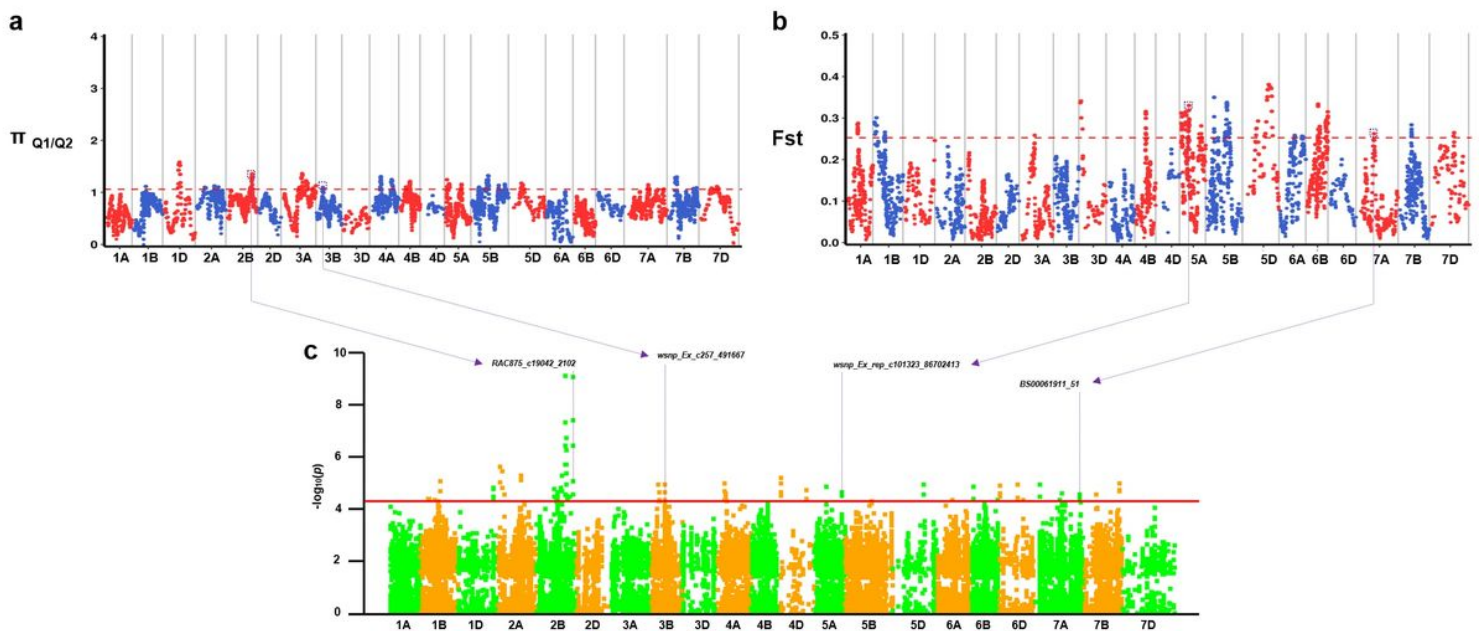 a
4
3
2
1
0
π Q1/Q2
1A 1B 1D 2A 2B 2D 3A 3B 3D 4A 4B 4D 5A 5B 5D 6A 6B 6D 7A 7B 7D
b
0.5
0.4
0.3
0.2
0.1
0.0
Fst
1A 1B 1D 2A 2B 2D 3A 3B 3D 4A 4B 4D 5A 5B 5D 6A 6B 6D 7A 7B 7D
c
RAC875_c19042_2102
wsnp_Ex_c257_491667
wsnp_Ex_rep_c101323_86702413
BS00061911_51
10
8
6
4
2
0
-log10(p)
1A 1B 1D 2A 2B 2D 3A 3B 3D 4A 4B 4D 5A 5B 5D 6A 6B 6D 7A 7B 7D